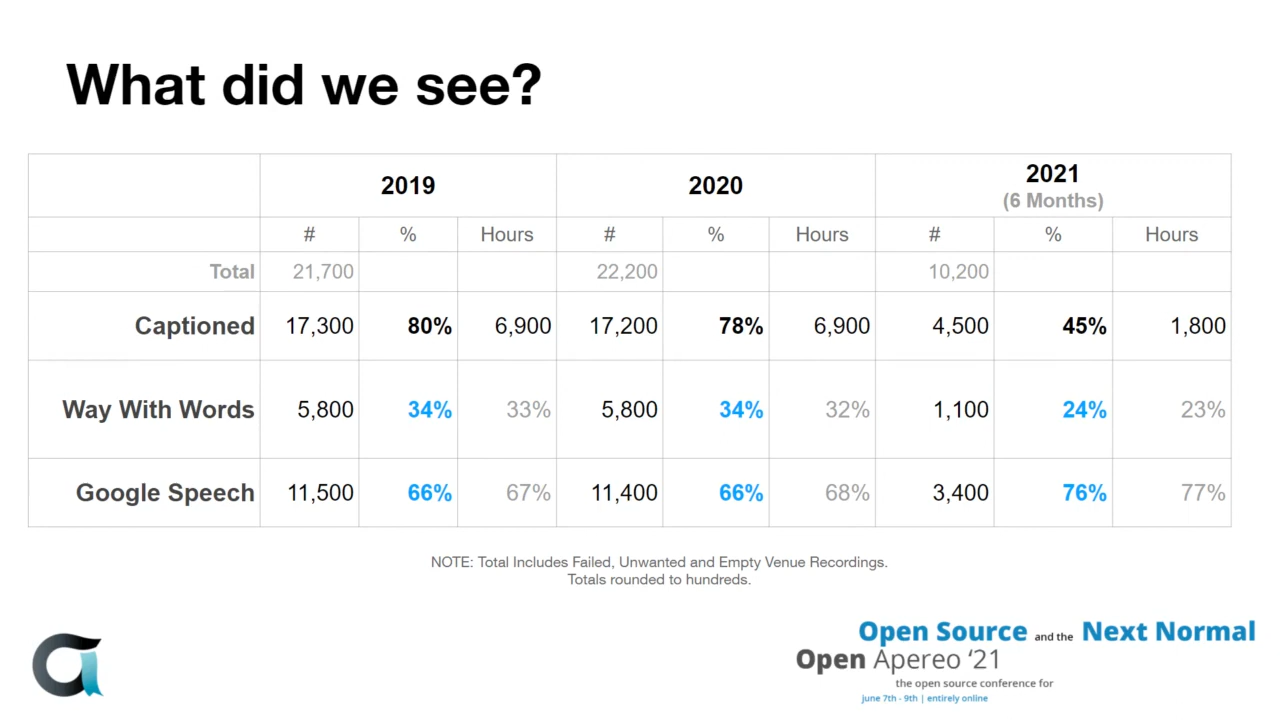 What did we see?
2019 2020 2021
(6 Months)
# % Hours # % Hours # % Hours
Total 21,700 22,200 10,200
Captioned 17,300 80% 6,900 17,200 78% 6,900 4,500 45% 1,800
Way With Words 5,800 34% 33% 5,800 34% 32% 1,100 24% 23%
Google Speech 11,500 66% 67% 11,400 66% 68% 3,400 76% 77%
NOTE: Total Includes Failed, Unwanted and Empty Venue Recordings.
Totals rounded to hundreds.
Open Source and the Next Normal
Open Apereo ‘21
the open source conference for
june 7th - 9th | entirely online